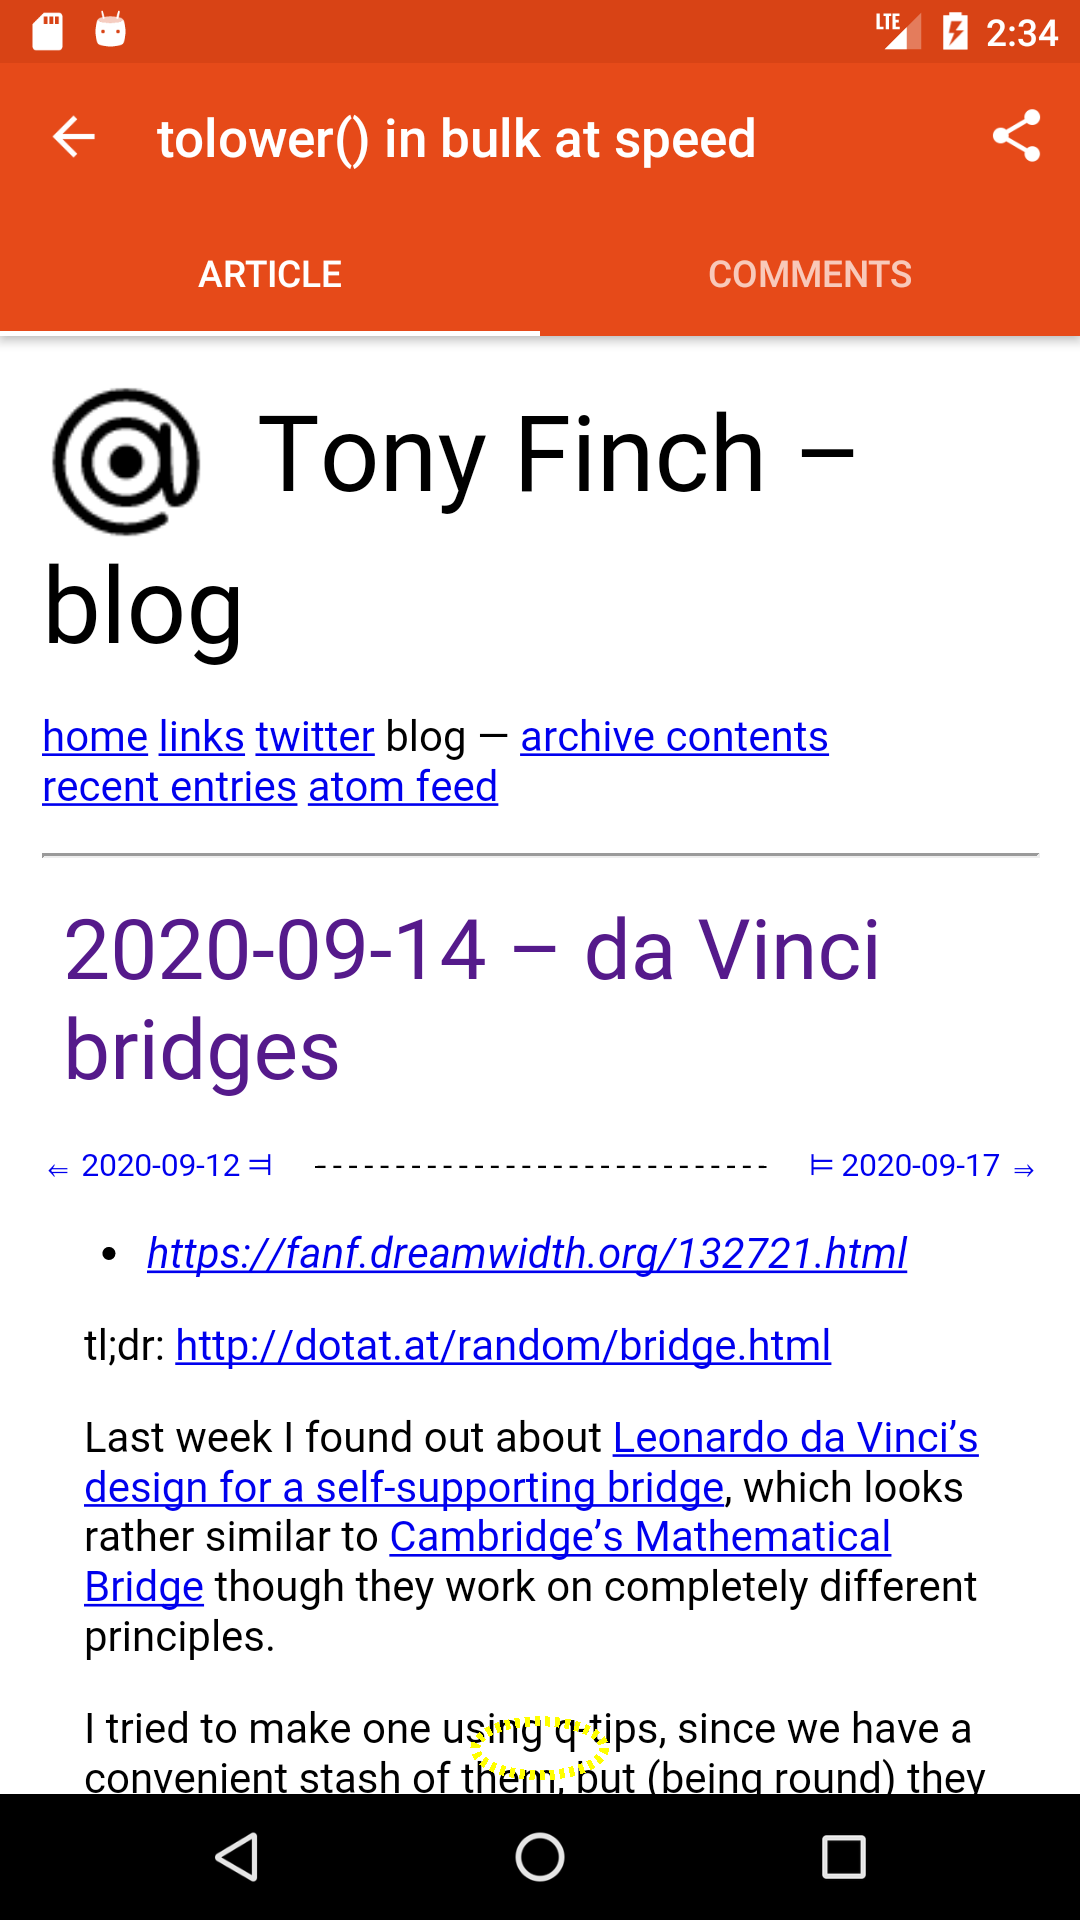 LTE 2:34
tolower() in bulk at speed
ARTICLE COMMENTS
Tony Finch –
blog
home links twitter blog — archive contents
recent entries atom feed
2020-09-14 – da Vinci
bridges
⇐ 2020-09-12 ⫤ ---------------------------- ⊨ 2020-09-17 ⇒
• https://fanf.dreamwidth.org/132721.html
tl;dr: http://dotat.at/random/bridge.html
Last week I found out about Leonardo da Vinci’s
design for a self-supporting bridge, which looks
rather similar to Cambridge’s Mathematical
Bridge though they work on completely different
principles.
I tried to make one using q-tips, since we have a
convenient stash of them, but (being round) they